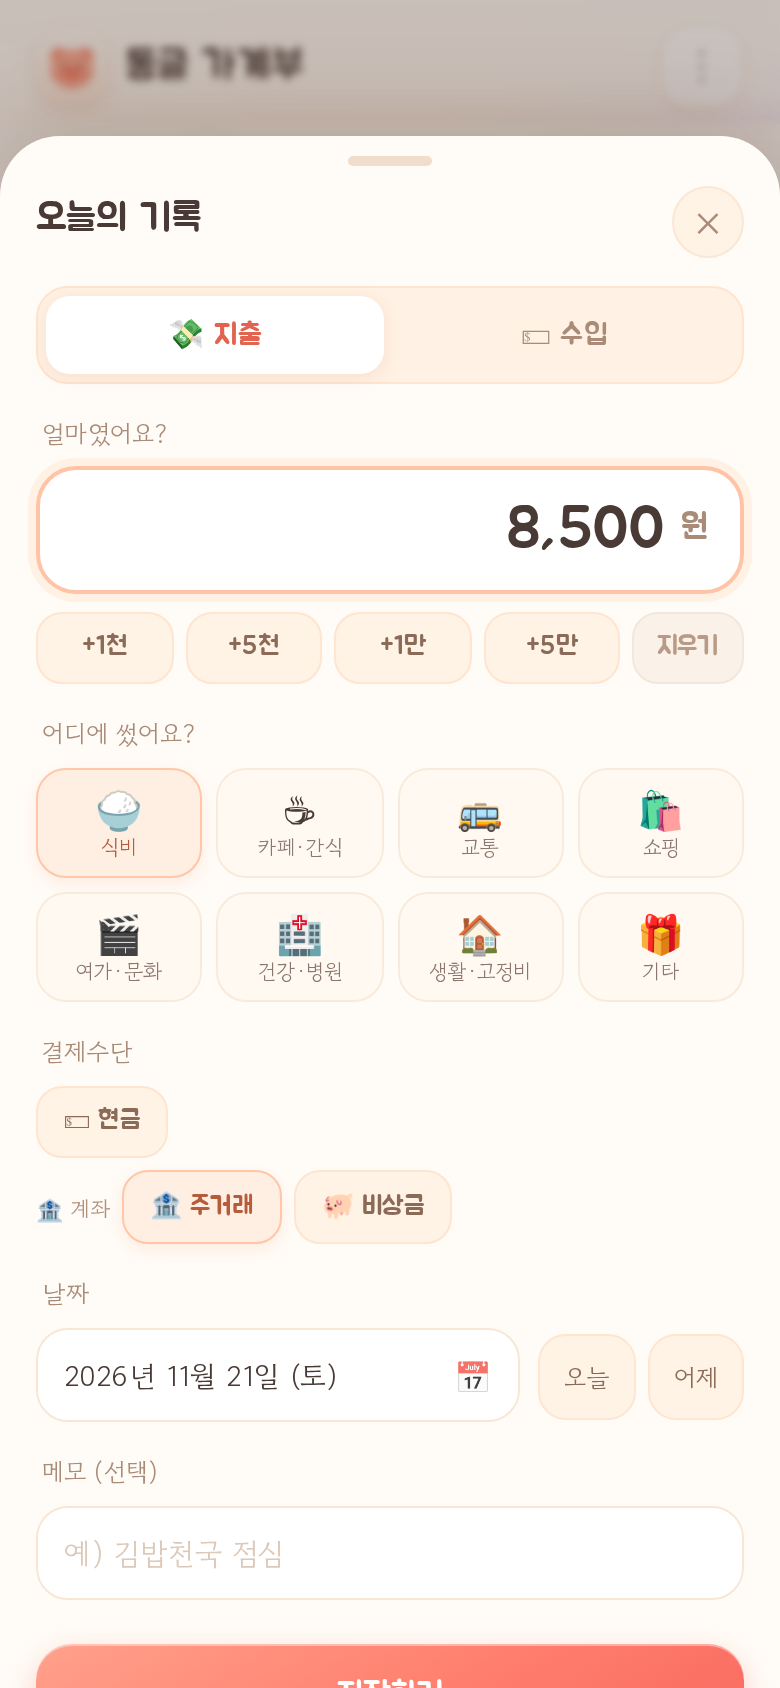 둥글 가계부
오늘의 기록
지출
수입
얼마였어요?
8,500 원
+1천 +5천 +1만 +5만 지우기
어디에 썼어요?
식비 카페·간식 교통 쇼핑
여가·문화 건강·병원 생활·고정비 기타
결제수단
현금
계좌 주거래 비상금
날짜
2026년 11월 21일 (토) 오늘 어제
메모 (선택)
예) 김밥천국 점심